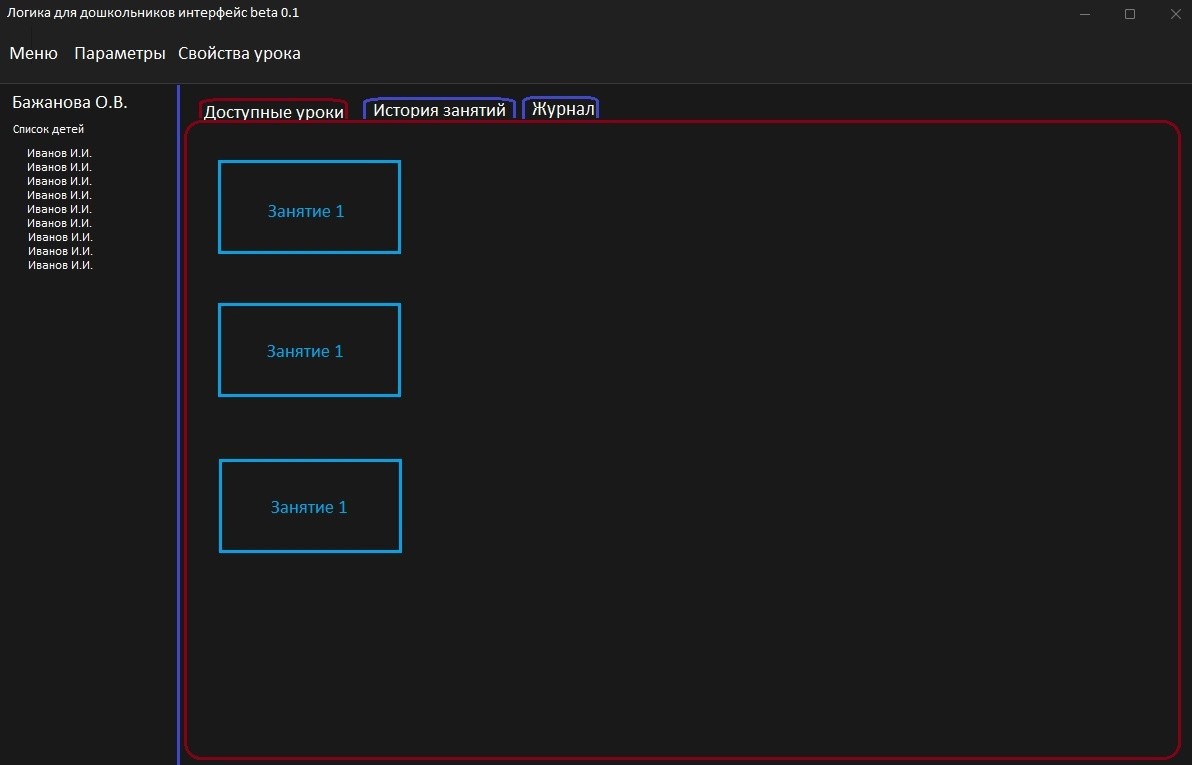 Логика для дошкольников интерфейс beta 0.1
Меню Параметры Свойства урока
Бажанова О.В.
Список детей
Иванов И.И.
Иванов И.И.
Иванов И.И.
Иванов И.И.
Иванов И.И.
Иванов И.И.
Иванов И.И.
Иванов И.И.
Иванов И.И.
Доступные уроки История занятий Журнал
Занятие 1
Занятие 1
Занятие 1